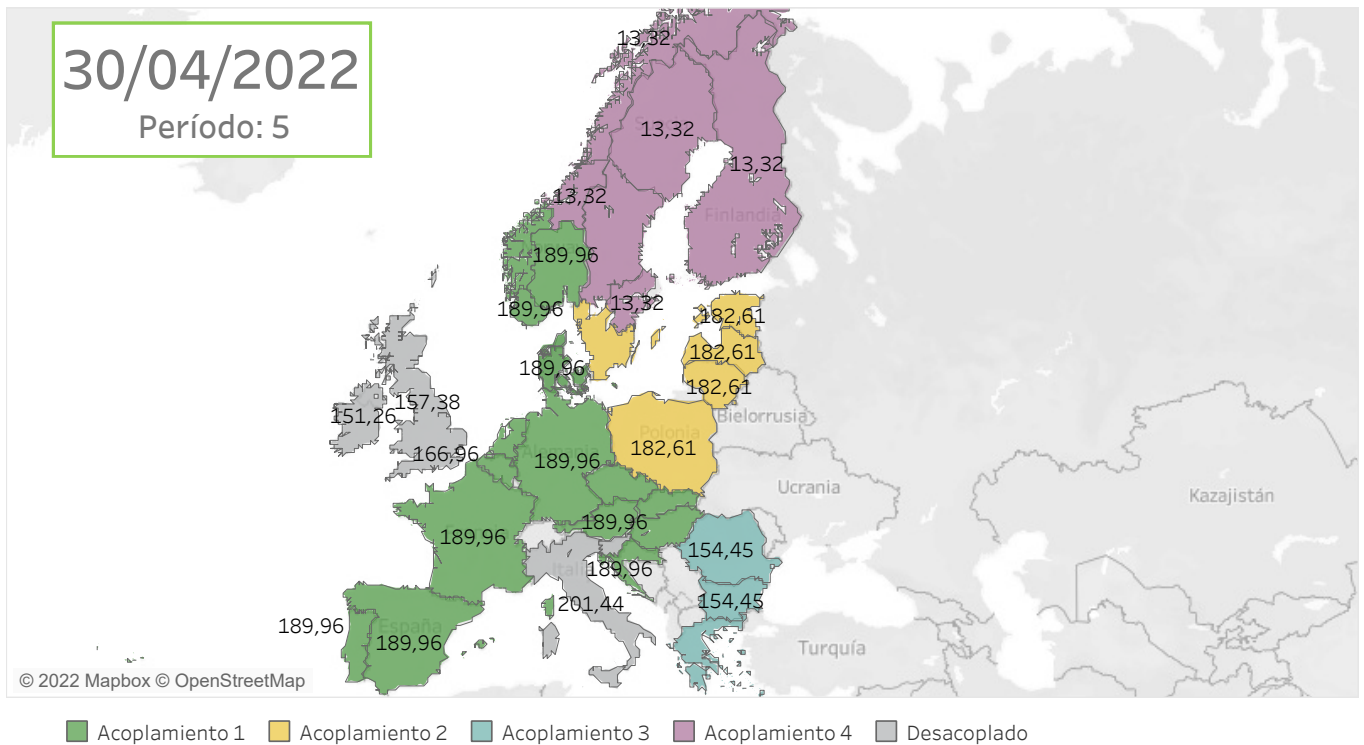 30/04/2022
Período: 5
13,32
13,32
13,32
13,32
Finlandia
189,96
189,96
13,32
182,61
182,61
182,61
189,96
Bielorrusia
151,26
157,38
166,96
Polonia
182,61
189,96
Ucrania
Kazajistán
189,96
189,96
154,45
Italia
189,96
201,44
154,45
189,96
España
189,96
Turquía
© 2022 Mapbox © OpenStreetMap
Acoplamiento 1
Acoplamiento 2
Acoplamiento 3
Acoplamiento 4
Desacoplado